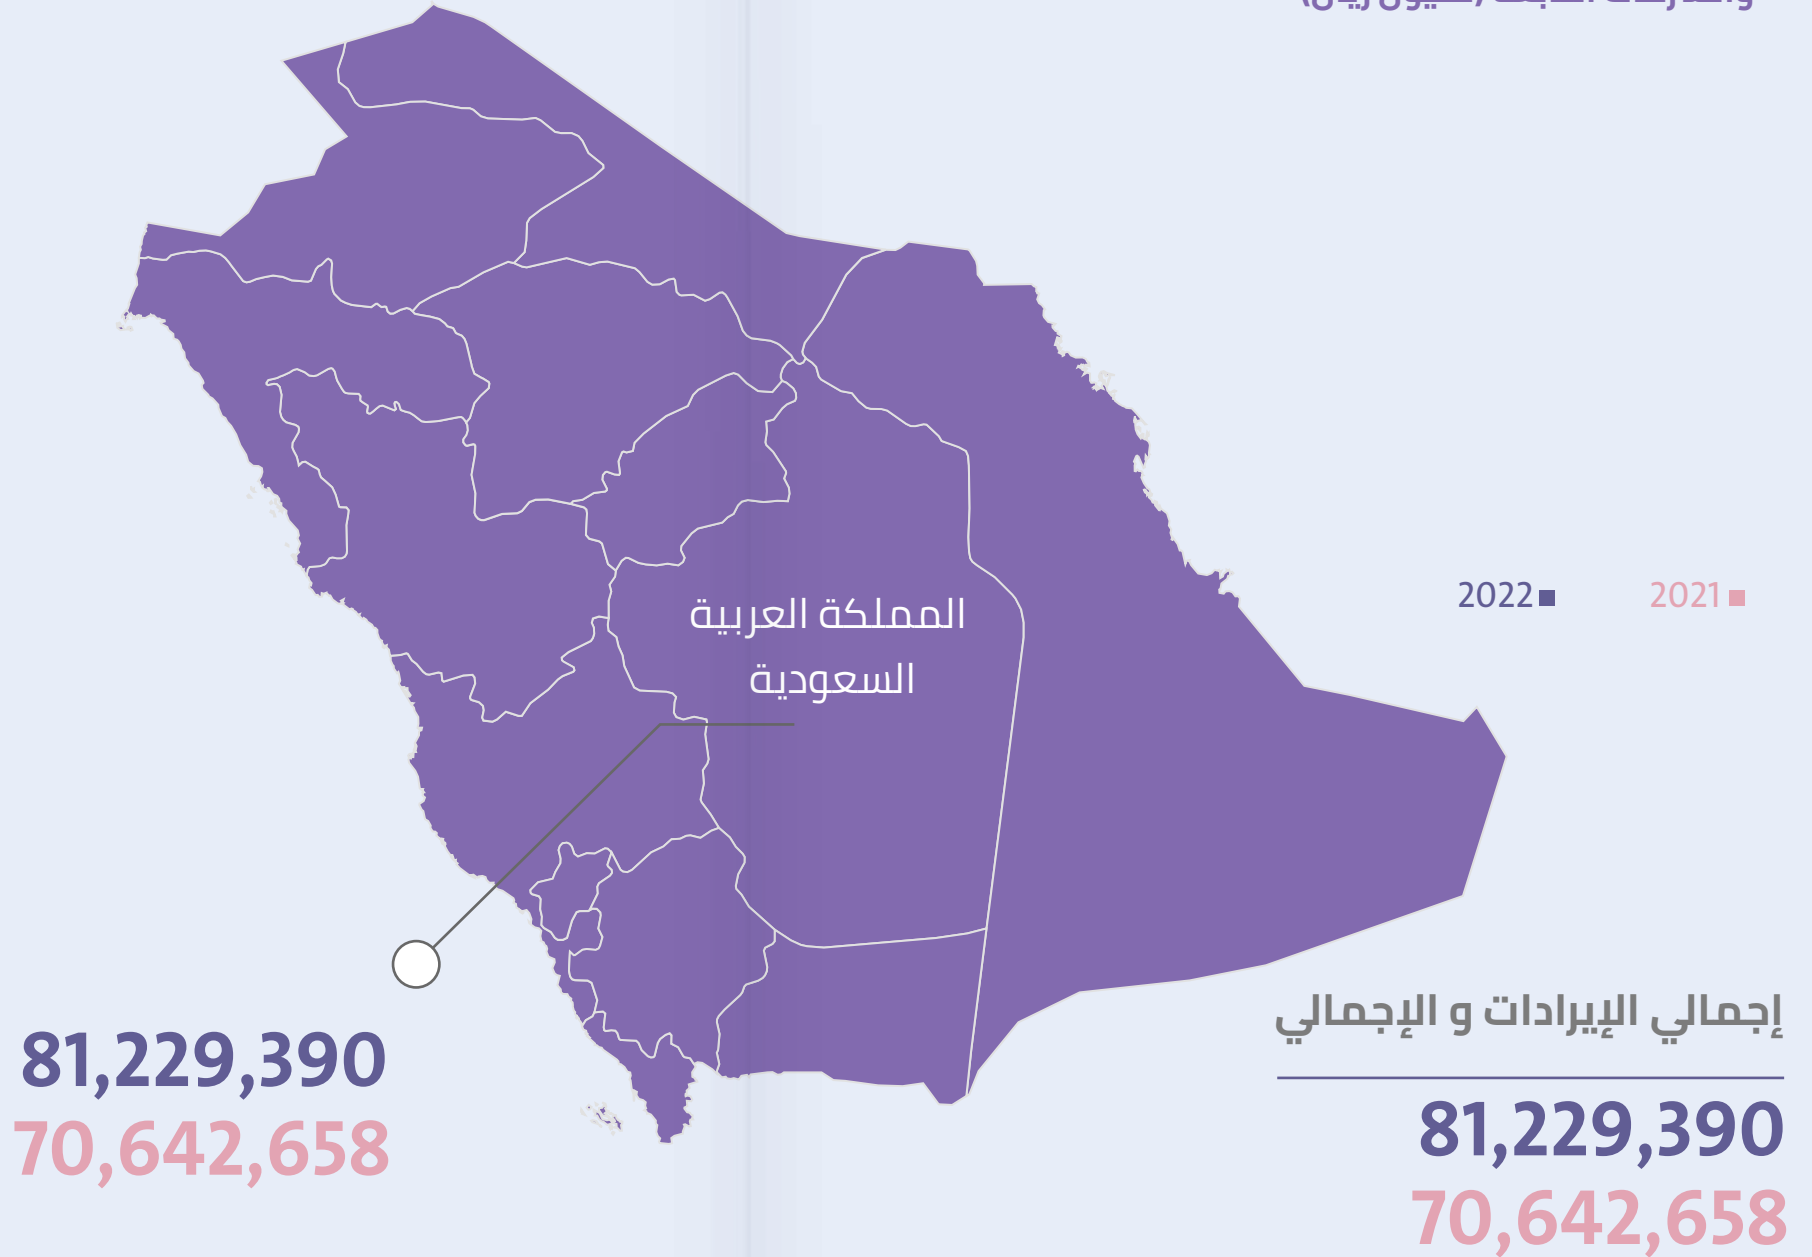 2021
2022
المملكة العربية
السعودية
إجمالي الإيرادات و الإجمالي
81,229,390
70,642,658
81,229,390
70,642,658